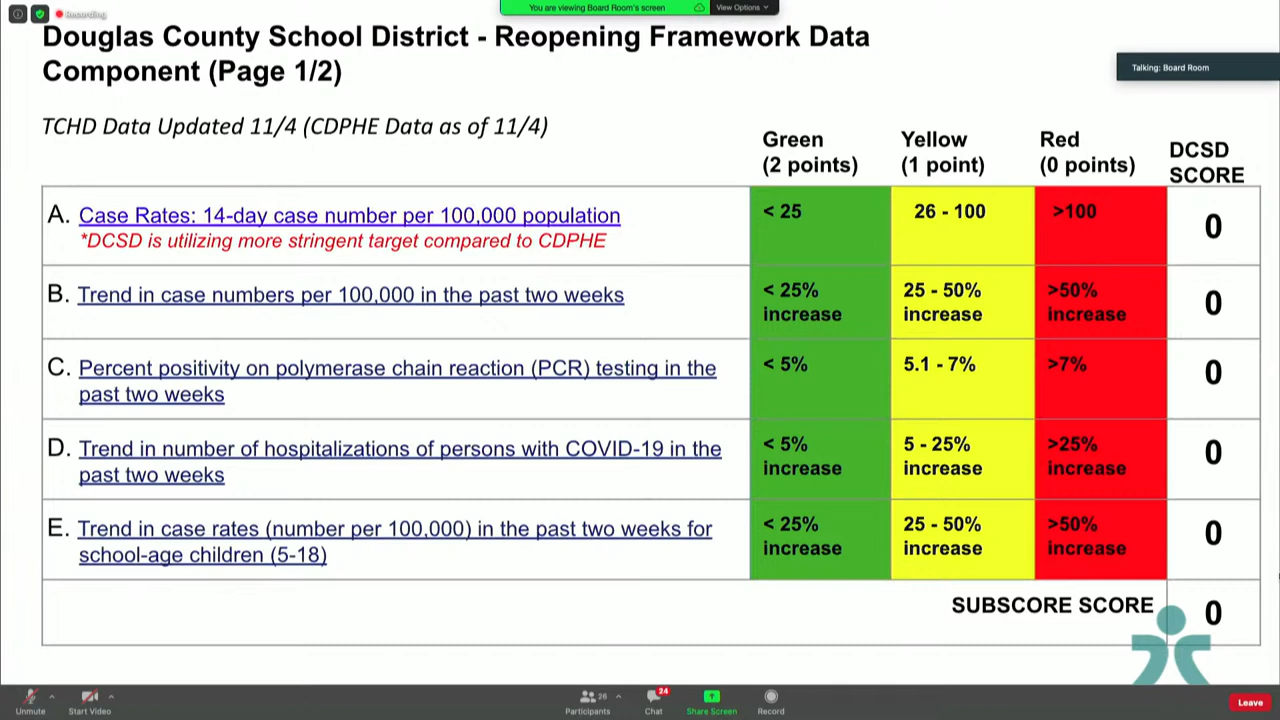 Recording
You are viewing Board Room's screen
View Options
Douglas County School District - Reopening Framework Data
Component (Page 1/2)
Talking: Board Room
TCHD Data Updated 11/4 (CDPHE Data as of 11/4)
Green
(2 points)
Yellow
(1 point)
Red
(0 points)
DCSD
SCORE
A. Case Rates: 14-day case number per 100,000 population
*DCSD is utilizing more stringent target compared to CDPHE
< 25
26 - 100
>100
0
B. Trend in case numbers per 100,000 in the past two weeks
< 25%
increase
25 - 50%
increase
>50%
increase
0
C. Percent positivity on polymerase chain reaction (PCR) testing in the
past two weeks
< 5%
5.1 - 7%
>7%
0
D. Trend in number of hospitalizations of persons with COVID-19 in the
past two weeks
< 5%
increase
5 - 25%
increase
>25%
increase
0
E. Trend in case rates (number per 100,000) in the past two weeks for
school-age children (5-18)
< 25%
increase
25 - 50%
increase
>50%
increase
0
SUBSCORE SCORE
0
Unmute
Start Video
26
Participants
24
Chat
Share Screen
Record
Leave